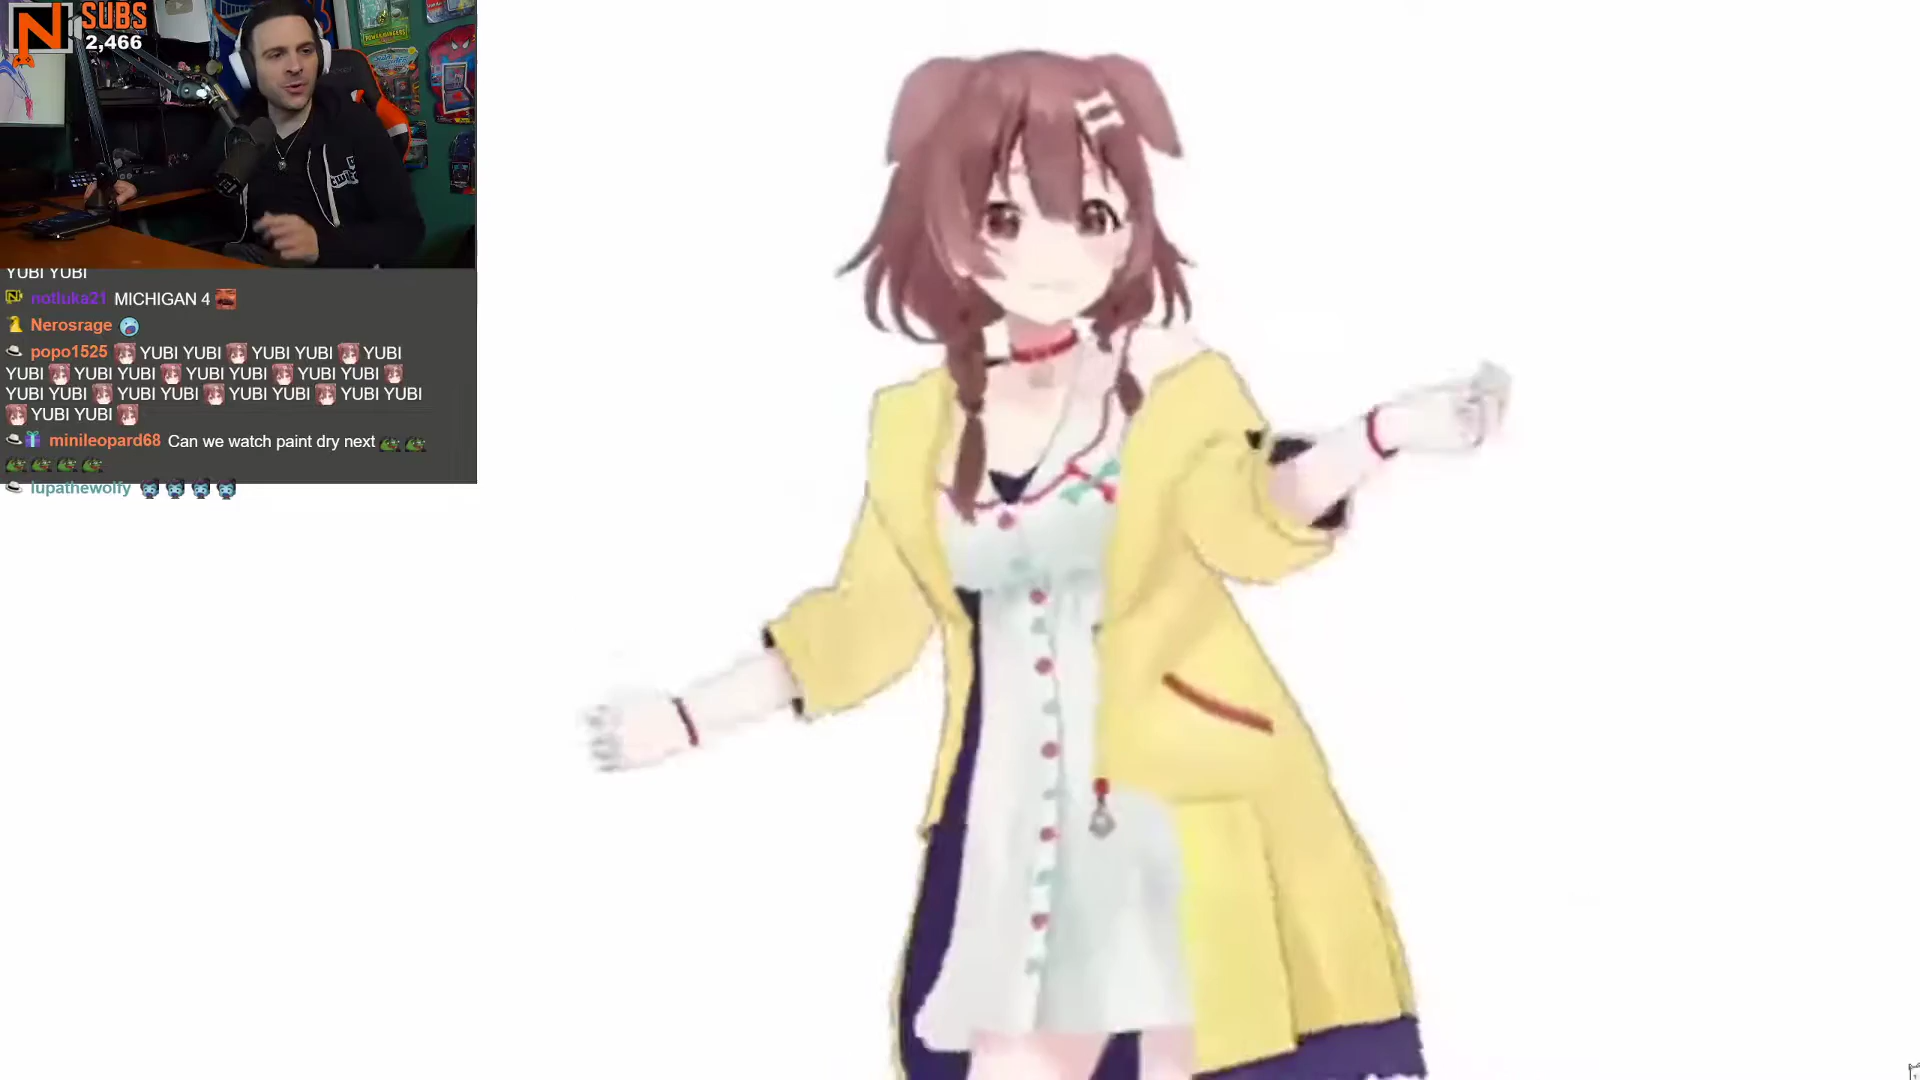 N SUBS
2,466
YUBI YUBI
notluka21 MICHIGAN 4
Nerosrage
popo1525 YUBI YUBI YUBI YUBI YUBI
YUBI YUBI YUBI YUBI YUBI YUBI YUBI
YUBI YUBI YUBI YUBI YUBI YUBI YUBI YUBI
YUBI YUBI
minileopard68 Can we watch paint dry next
lupathewolfy